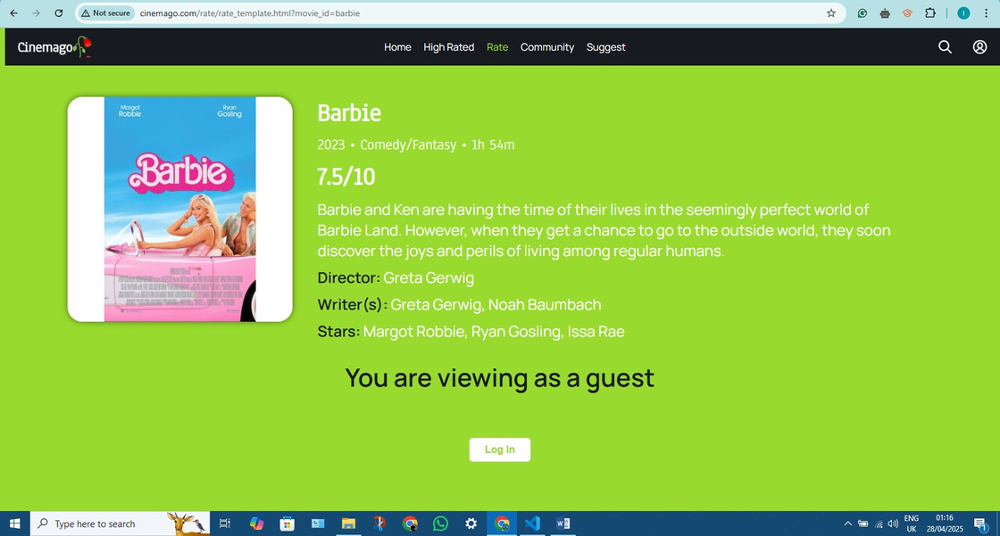 Not secure
cinemago.com/rate/rate_template.html?movie_id=barbie
I
Cinemago
Home
High Rated
Rate
Community
Suggest
Margot
Robbie
Ryan
Gosling
Barbie
Barbie
2023 • Comedy/Fantasy • 1h 54m
7.5/10
Barbie and Ken are having the time of their lives in the seemingly perfect world of
Barbie Land. However, when they get a chance to go to the outside world, they soon
discover the joys and perils of living among regular humans.
Director: Greta Gerwig
Writer(s): Greta Gerwig, Noah Baumbach
Stars: Margot Robbie, Ryan Gosling, Issa Rae
You are viewing as a guest
Log In
Type here to search
ENG
UK
01:16
28/04/2025
1